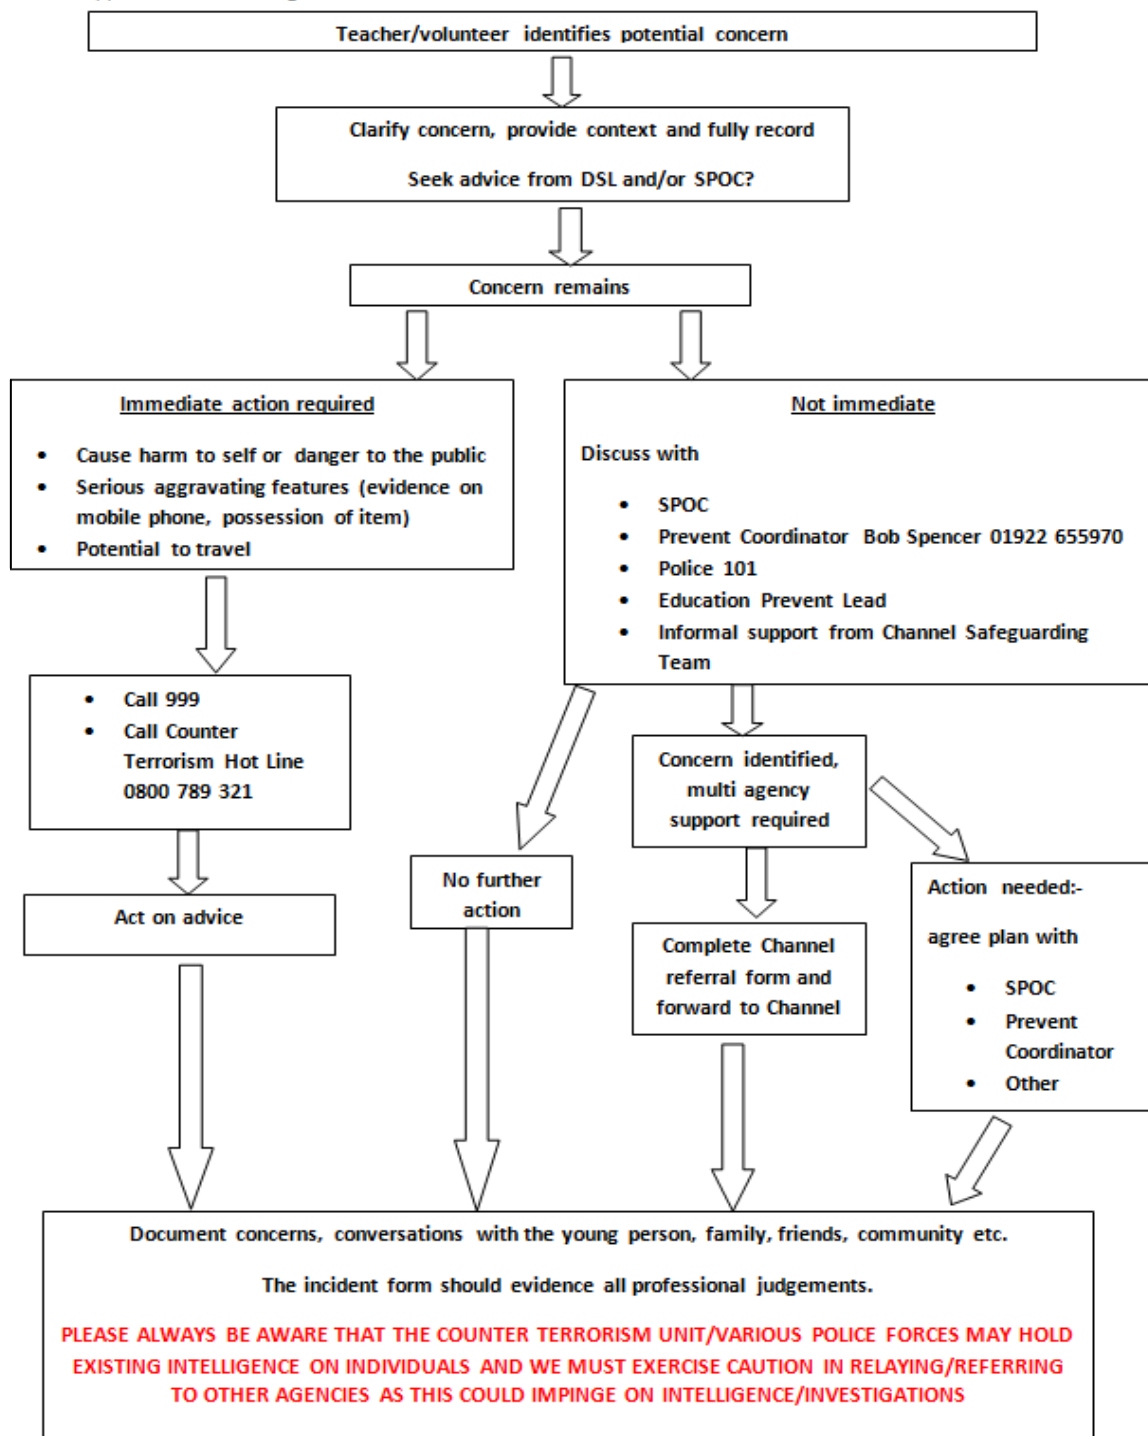 Teacher/volunteer identifies potential concern
Clarify concern, provide context and fully record
Seek advice from DSL and/or SPOC?
Concern remains
Immediate action required
• Cause harm to self or danger to the public
• Serious aggravating features (evidence on
mobile phone, possession of item)
• Potential to travel
Not immediate
Discuss with
• SPOC
• Prevent Coordinator Bob Spencer 01922 655970
• Police 101
• Education Prevent Lead
• Informal support from Channel Safeguarding
Team
• Call 999
• Call Counter
Terrorism Hot Line
0800 789 321
Concern identified,
multi agency
support required
No further
action
Action needed:-
agree plan with
• SPOC
• Prevent
Coordinator
• Other
Act on advice
Complete Channel
referral form and
forward to Channel
Document concerns, conversations with the young person, family, friends, community etc.
The incident form should evidence all professional judgements.
PLEASE ALWAYS BE AWARE THAT THE COUNTER TERRORISM UNIT/VARIOUS POLICE FORCES MAY HOLD
EXISTING INTELLIGENCE ON INDIVIDUALS AND WE MUST EXERCISE CAUTION IN RELAYING/REFERRING
TO OTHER AGENCIES AS THIS COULD IMPINGE ON INTELLIGENCE/INVESTIGATIONS